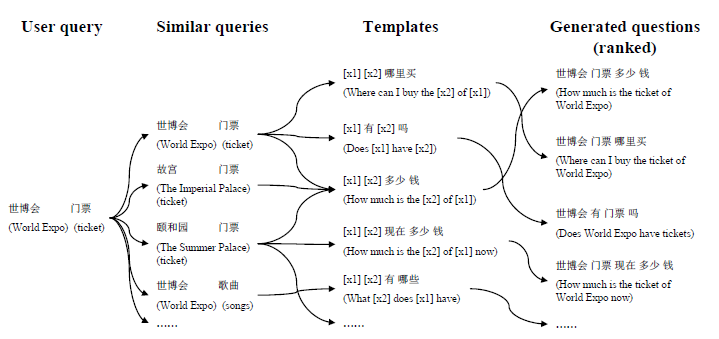 User query
Similar queries
Templates
Generated questions
(ranked)
世博会 门票
(World Expo) (ticket)
世博会 门票
(World Expo) (ticket)
故宫 门票
(The Imperial Palace)
(ticket)
颐和园 门票
(The Summer Palace)
(ticket)
世博会 歌曲
(World Expo) (songs)
......
[x1] [x2] 哪里买
(Where can I buy the [x2] of [x1])
[x1] 有 [x2] 吗
(Does [x1] have [x2])
[x1] [x2] 多少 钱
(How much is the [x2] of [x1])
[x1] [x2] 现在 多少 钱
(How much is the [x2] of [x1] now)
[x1] [x2] 有 哪些
(What [x2] does [x1] have)
......
世博会 门票 多少 钱
(How much is the ticket of
World Expo)
世博会 门票 哪里买
(Where can I buy the ticket of
World Expo)
世博会 有 门票 吗
(Does World Expo have tickets)
世博会 门票 现在 多少 钱
(How much is the ticket of
World Expo now)
......